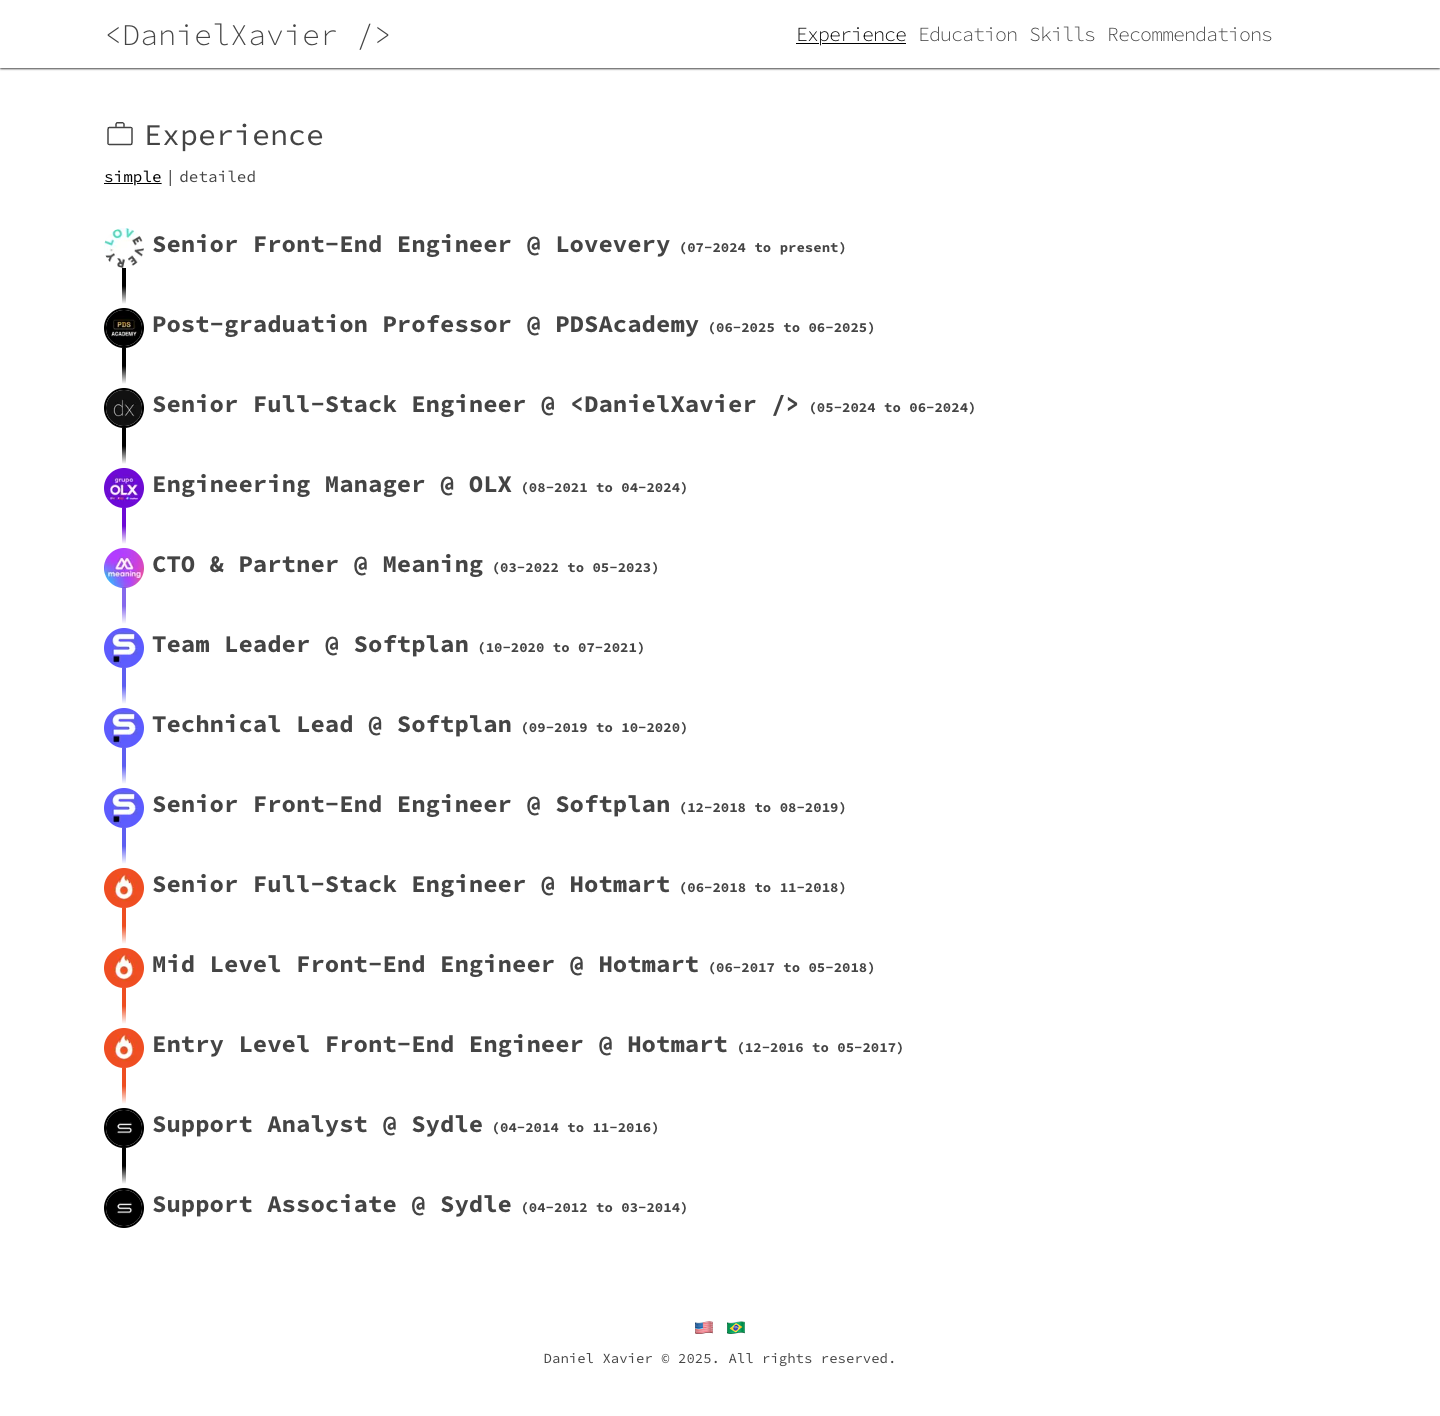 <DanielXavier />
Experience Education Skills Recommendations
Experience
simple | detailed
LOVEVERY
Senior Front-End Engineer @ Lovevery (07-2024 to present)
PDS
ACADEMY
Post-graduation Professor @ PDSAcademy (06-2025 to 06-2025)
dx
Senior Full-Stack Engineer @ <DanielXavier /> (05-2024 to 06-2024)
grupo
OLX
Engineering Manager @ OLX (08-2021 to 04-2024)
meaning
CTO & Partner @ Meaning (03-2022 to 05-2023)
Team Leader @ Softplan (10-2020 to 07-2021)
Technical Lead @ Softplan (09-2019 to 10-2020)
Senior Front-End Engineer @ Softplan (12-2018 to 08-2019)
Senior Full-Stack Engineer @ Hotmart (06-2018 to 11-2018)
Mid Level Front-End Engineer @ Hotmart (06-2017 to 05-2018)
Entry Level Front-End Engineer @ Hotmart (12-2016 to 05-2017)
Support Analyst @ Sydle (04-2014 to 11-2016)
Support Associate @ Sydle (04-2012 to 03-2014)
Daniel Xavier © 2025. All rights reserved.